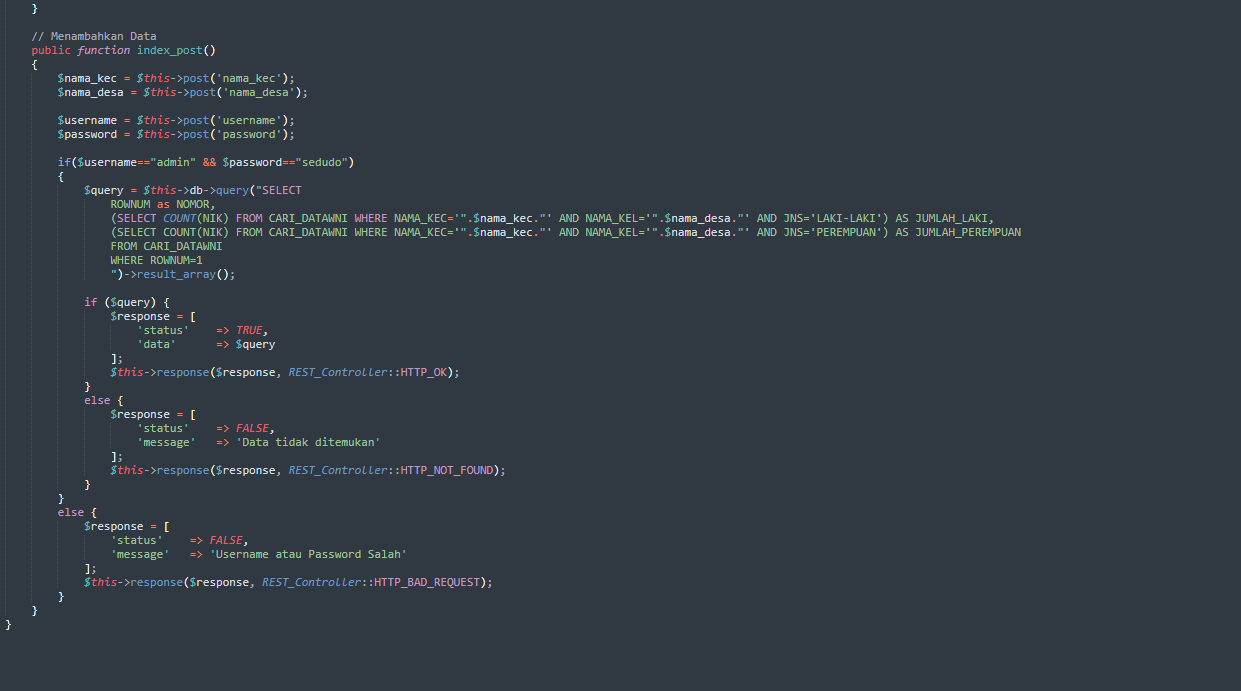 }
// Menambahkan Data
public function index_post()
{
$nama_kec = $this->post('nama_kec');
$nama_desa = $this->post('nama_desa');
$username = $this->post('username');
$password = $this->post('password');
if($username=="admin" && $password=="sedudo")
{
$query = $this->db->query("SELECT
ROWNUM as NOMOR,
(SELECT COUNT(NIK) FROM CARI_DATAWNI WHERE NAMA_KEC='".$nama_kec."' AND NAMA_KEL='".$nama_desa."' AND JNS='LAKI-LAKI') AS JUMLAH_LAKI,
(SELECT COUNT(NIK) FROM CARI_DATAWNI WHERE NAMA_KEC='".$nama_kec."' AND NAMA_KEL='".$nama_desa."' AND JNS='PEREMPUAN') AS JUMLAH_PEREMPUAN
FROM CARI_DATAWNI
WHERE ROWNUM=1
")->result_array();
if ($query) {
$response = [
'status' => TRUE,
'data' => $query
];
$this->response($response, REST_Controller::HTTP_OK);
}
else {
$response = [
'status' => FALSE,
'message' => 'Data tidak ditemukan'
];
$this->response($response, REST_Controller::HTTP_NOT_FOUND);
}
}
else {
$response = [
'status' => FALSE,
'message' => 'Username atau Password Salah'
];
$this->response($response, REST_Controller::HTTP_BAD_REQUEST);
}
}
}